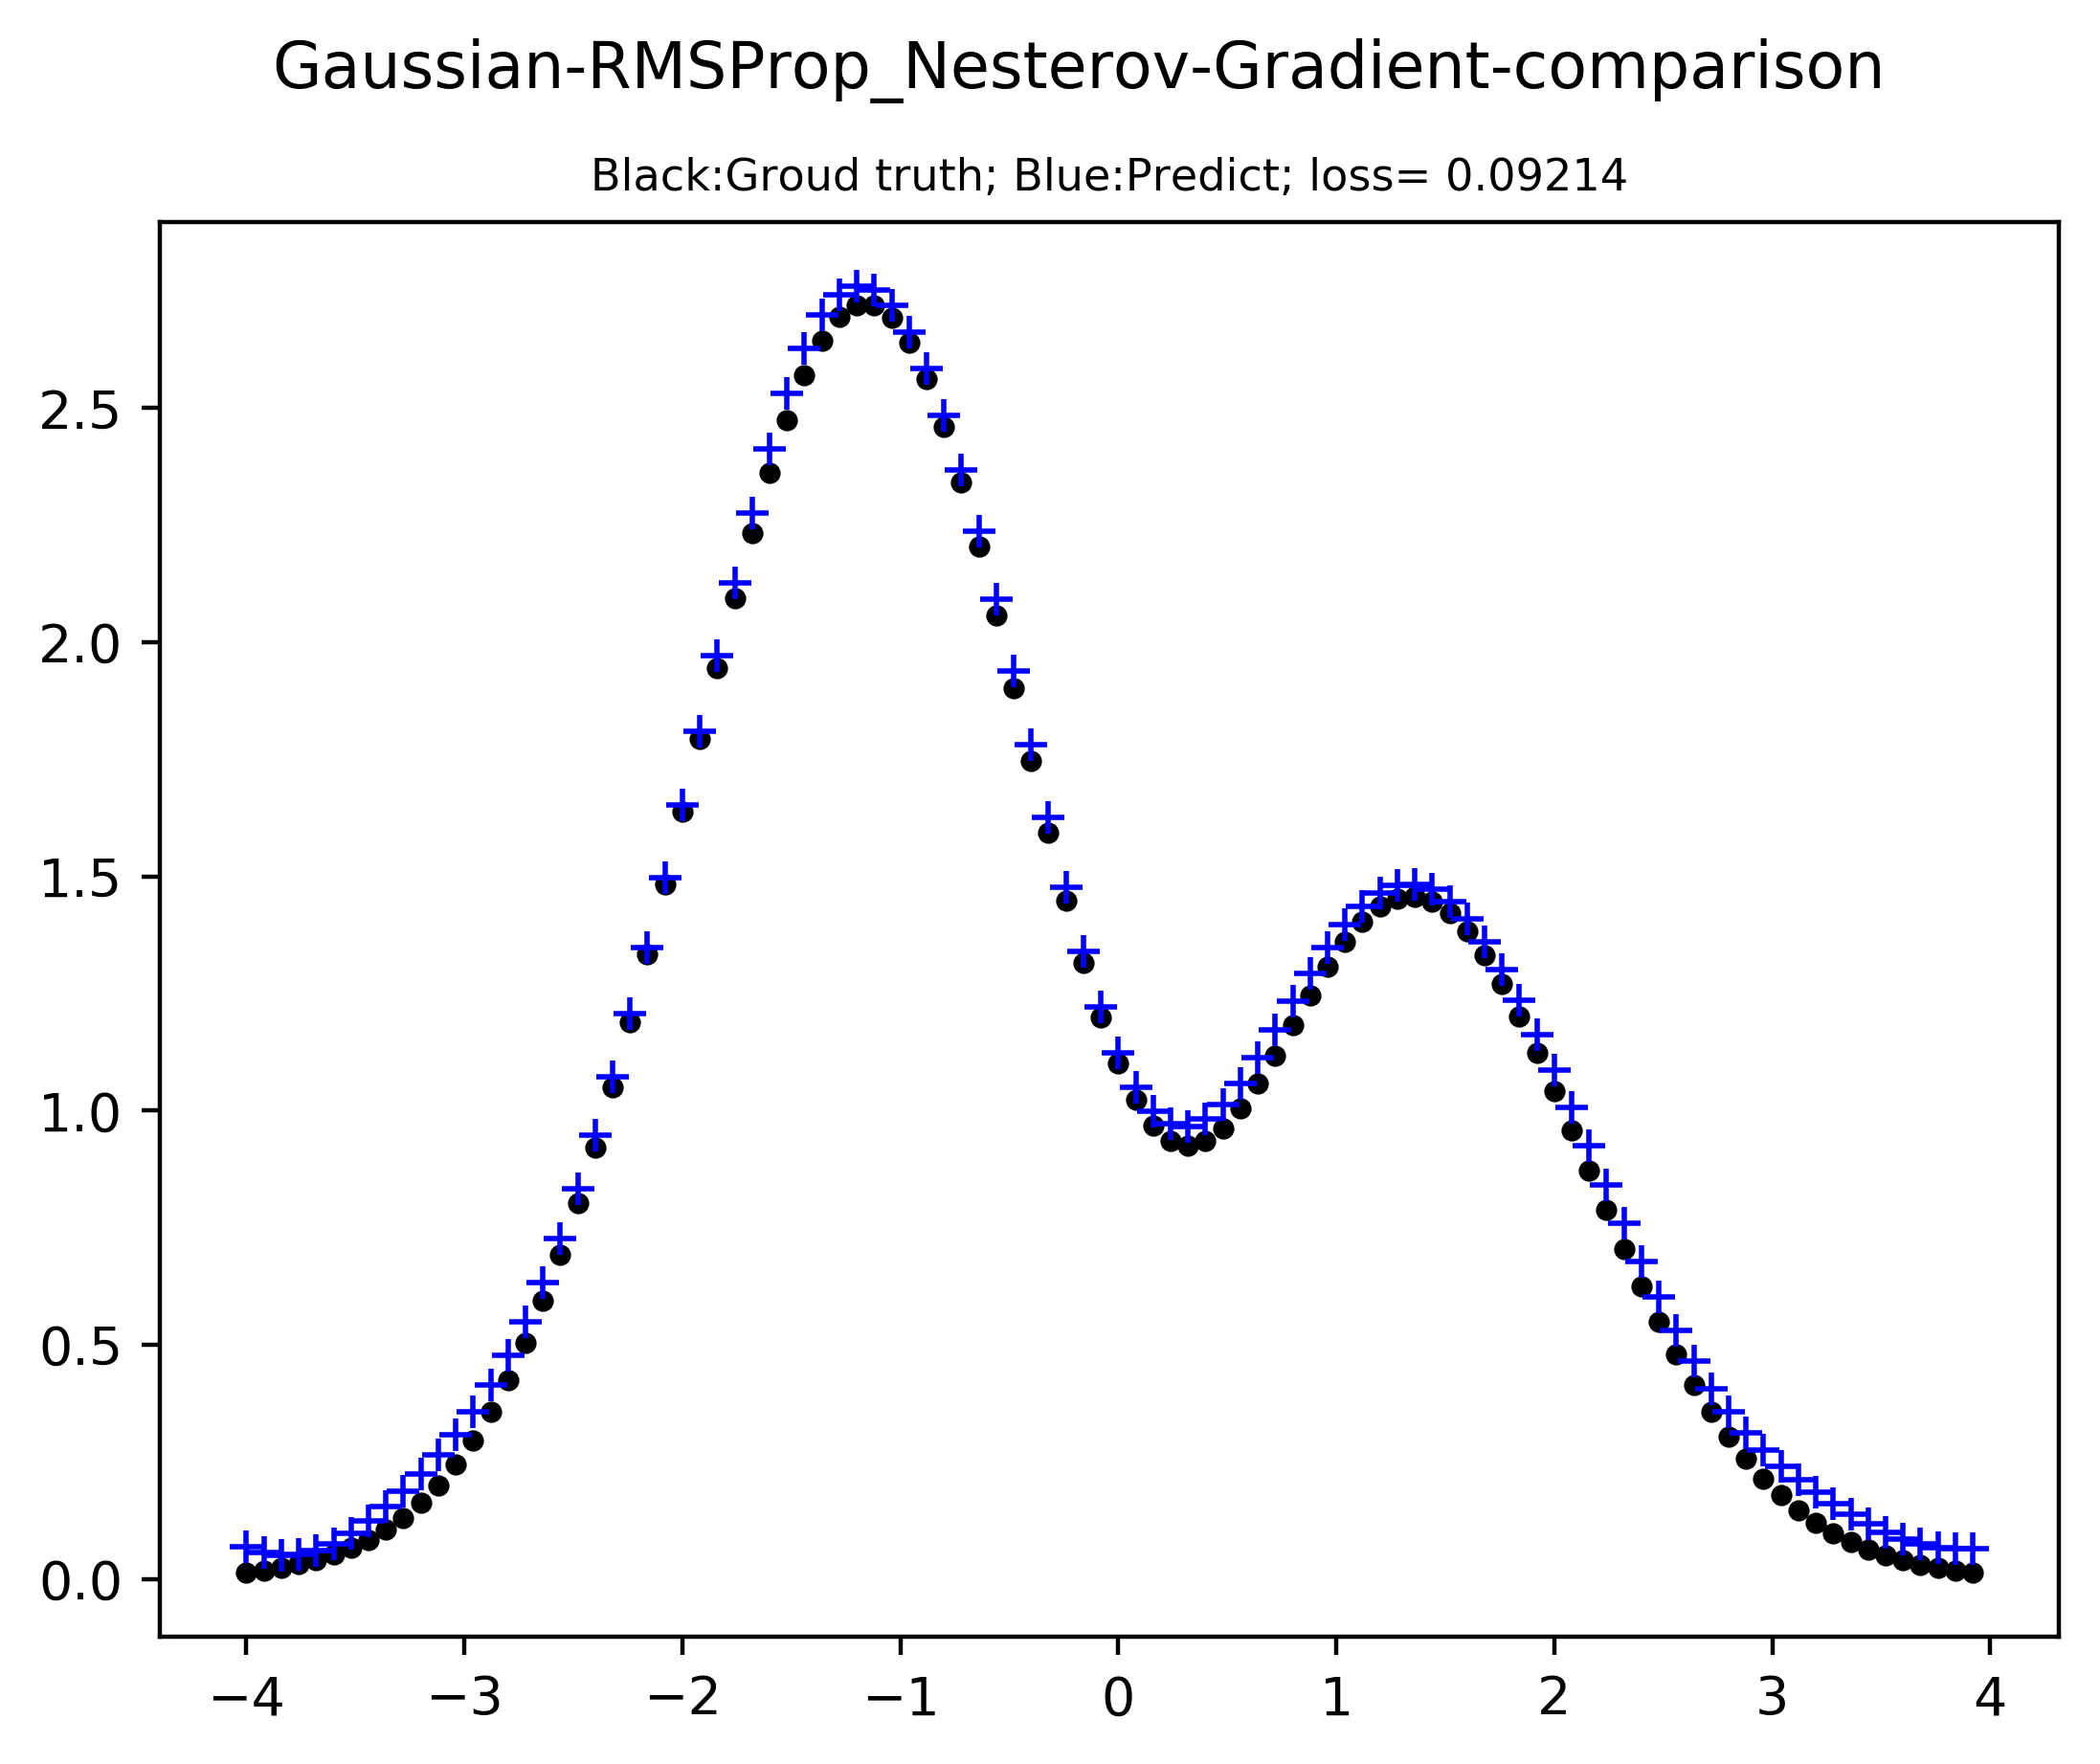 Gaussian-RMSProp_Nesterov-Gradient-comparison
Black:Groud truth; Blue:Predict; loss= 0.09214
2.5
2.0
1.5
1.0
0.5
0.0
−4 −3 −2 −1 0 1 2 3 4